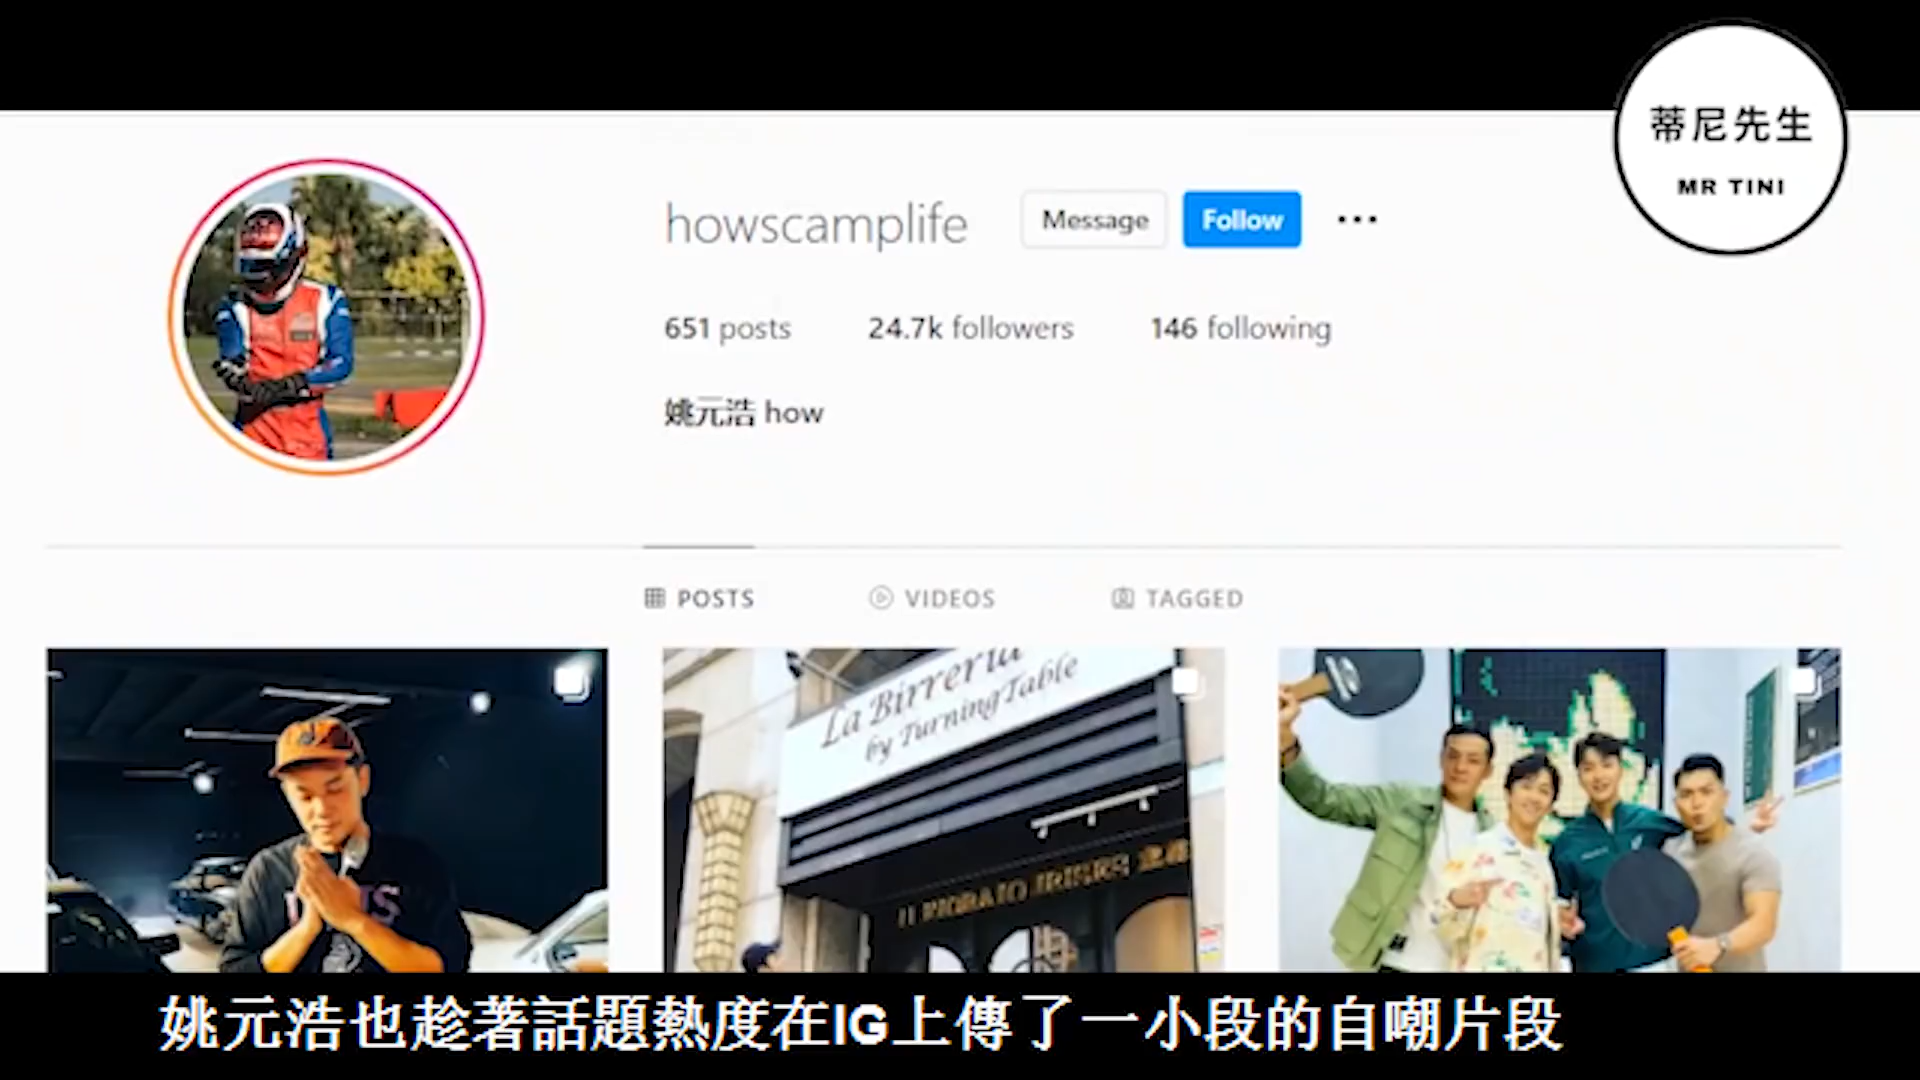 蒂尼先生
MR TINI
howscamplife
Message
Follow
651 posts
24.7k followers
146 following
姚元浩 how
POSTS
VIDEOS
TAGGED
La Birreria
by TurningTable
姚元浩也趁著話題熱度在IG上傳了一小段的自嘲片段